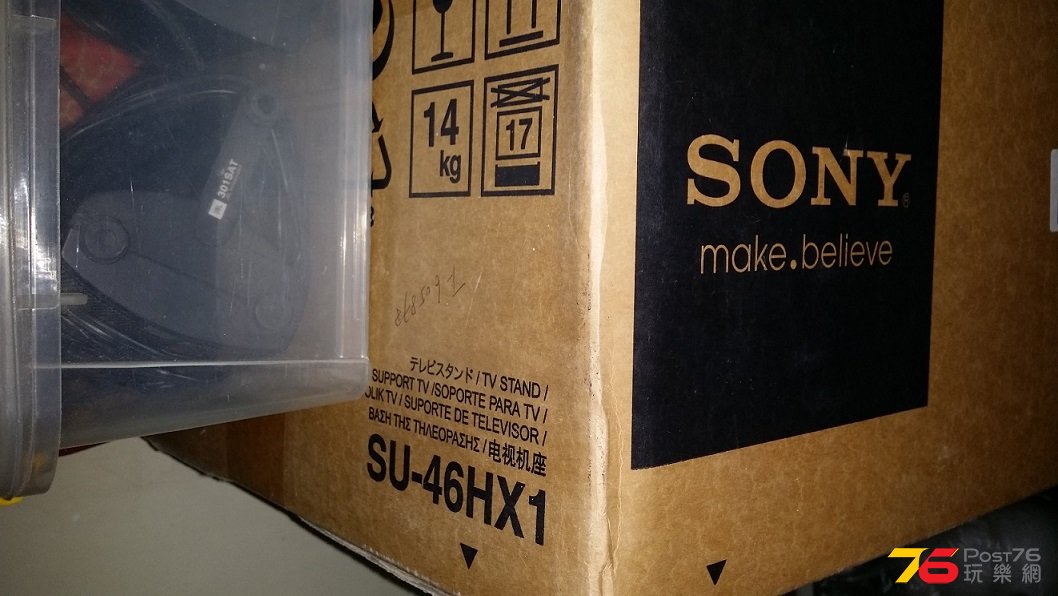 301SAT
14
kg
17
SONY®
make.believe
テレビスタンド / TV STAND /
SUPPORT TV /SOPORTE PARA TV /
OLIK TV / SUPORTE DE TELEVISOR /
ΒΑΣΗ ΤΗΣ ΤΗΛΕΟΡΑΣΗΣ / 电视机座
SU-46HX1
76 POST76
玩樂網